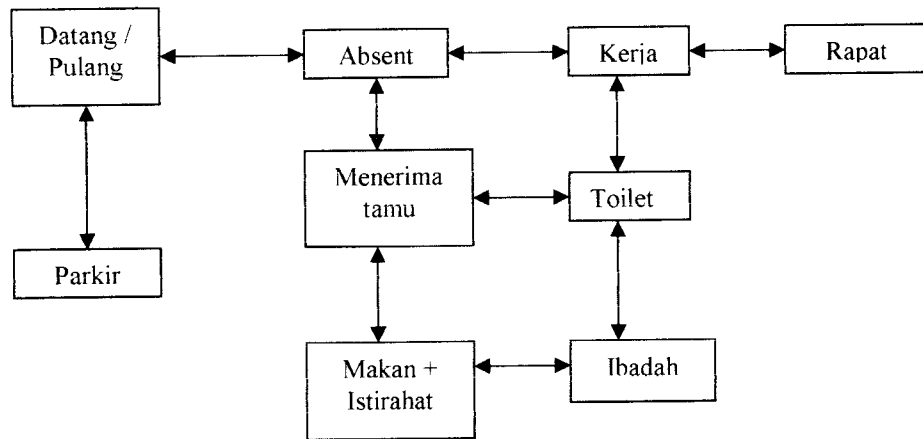 Datang /
Pulang
Absent
Kerja
Rapat
Menerima
tamu
Toilet
Parkir
Makan +
Istirahat
Ibadah